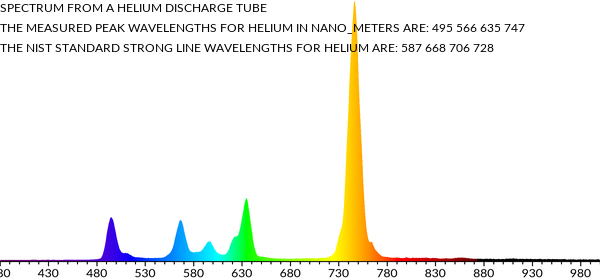 SPECTRUM FROM A HELIUM DISCHARGE TUBE
THE MEASURED PEAK WAVELENGTHS FOR HELIUM IN NANO_METERS ARE: 495 566 635 747
THE NIST STANDARD STRONG LINE WAVELENGTHS FOR HELIUM ARE: 587 668 706 728
430 480 530 580 630 680 730 780 830 880 930 980